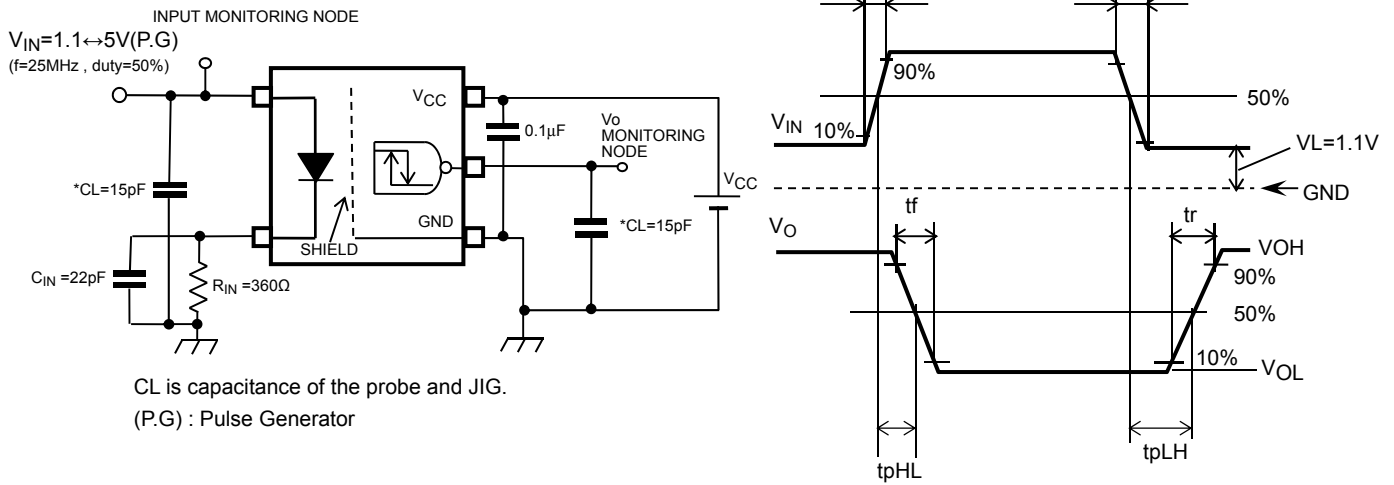 INPUT MONITORING NODE
VIN=1.1↔5V(P.G)
(f=25MHz , duty=50%)
VCC
0.1μF
Vo
MONITORING
NODE
*CL=15pF
VCC
GND
*CL=15pF
SHIELD
CIN =22pF
RIN =360Ω
CL is capacitance of the probe and JIG.
(P.G) : Pulse Generator
90%
50%
VIN 10%
VL=1.1V
GND
tf
tr
VO
VOH
90%
50%
10%
VOL
tpHL
tpLH